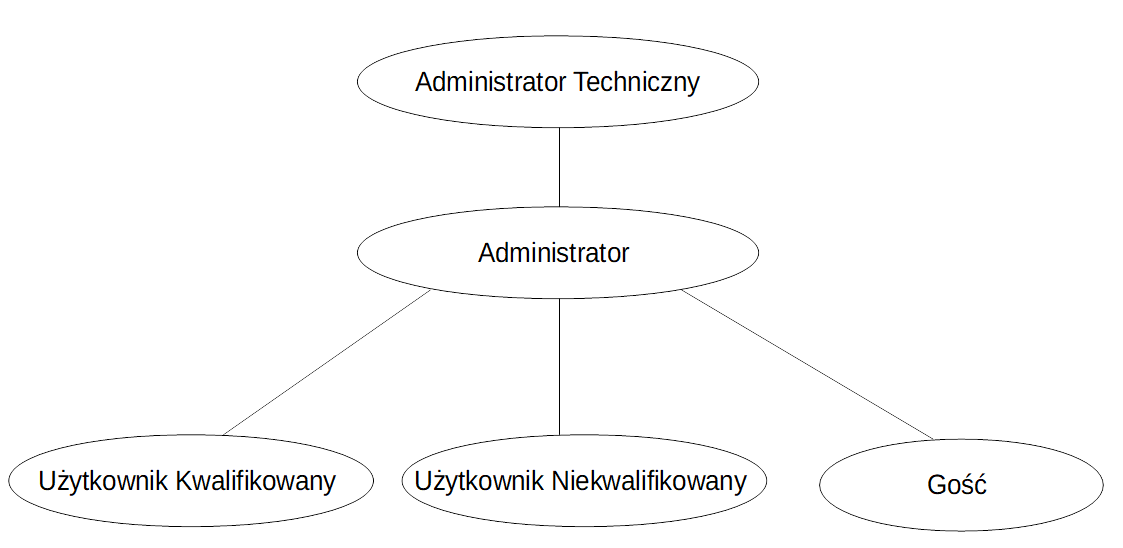 Administrator Techniczny
Administrator
Użytkownik Kwalifikowany
Użytkownik Niekwalifikowany
Gość